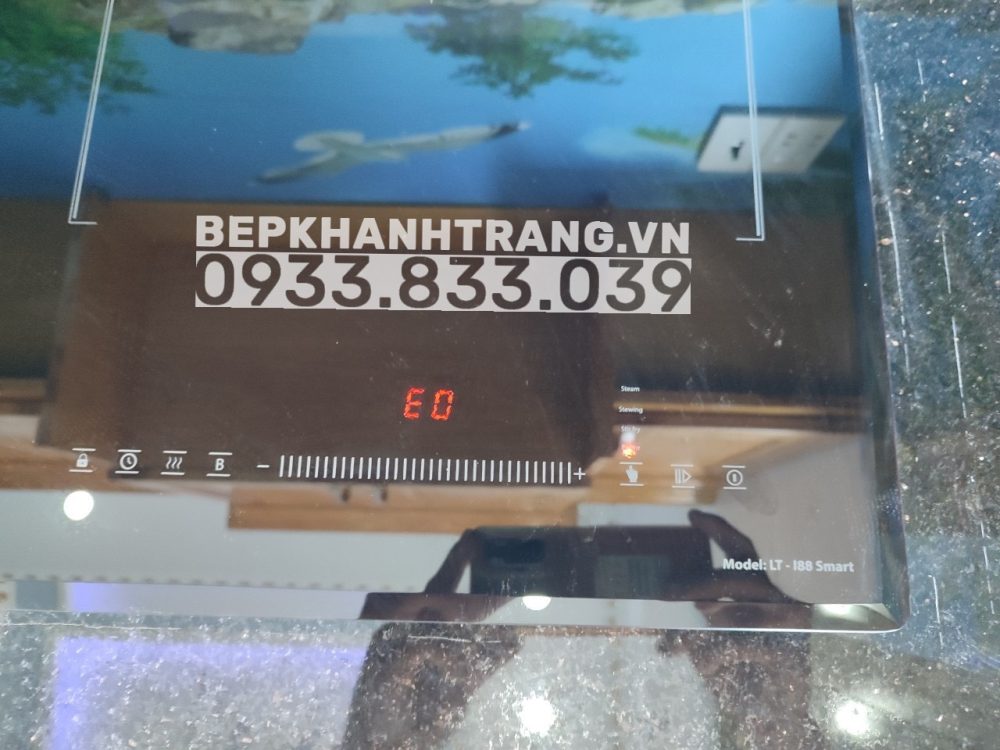 BEPKHANHTRANG.VN
0933.833.039
E0
Steam
Stewing
B
− +
Model: LT - I88 Smart